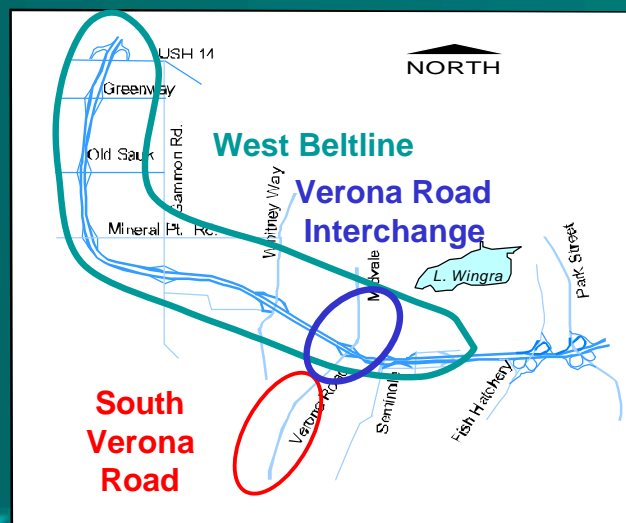 USH 14
NORTH
Greenway
Gammon Rd.
Old Sauk
West Beltline
Whitney Way
Verona Road
Interchange
Mineral Pt. Rd.
Midvale
L. Wingra
Park Street
South
Verona
Road
Verona Road
Seminole
Fish Hatchery